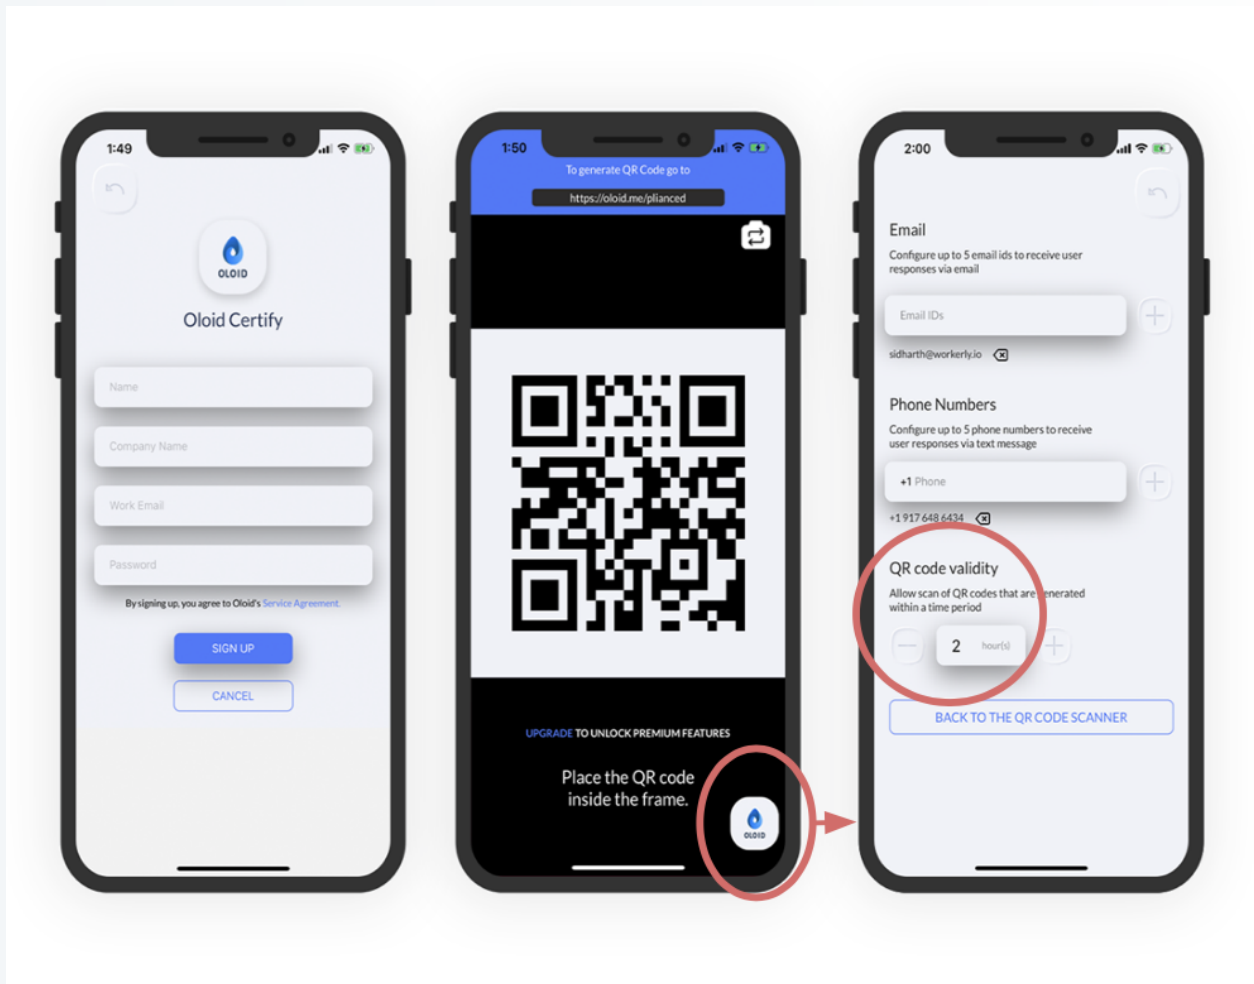 1:49
OLOID
Oloid Certify
Name
Company Name
Work Email
Password
By signing up, you agree to Oloid's Service Agreement.
SIGN UP
CANCEL
1:50
To generate QR Code go to
https://oloid.me/plianced
UPGRADE TO UNLOCK PREMIUM FEATURES
Place the QR code
inside the frame.
OLOID
2:00
Email
Configure up to 5 email ids to receive user
responses via email
Email IDs
sidharth@workerly.io
Phone Numbers
Configure up to 5 phone numbers to receive
user responses via text message
+1 Phone
+1 917 648 6434
QR code validity
Allow scan of QR codes that are generated
within a time period
2 hour(s)
BACK TO THE QR CODE SCANNER